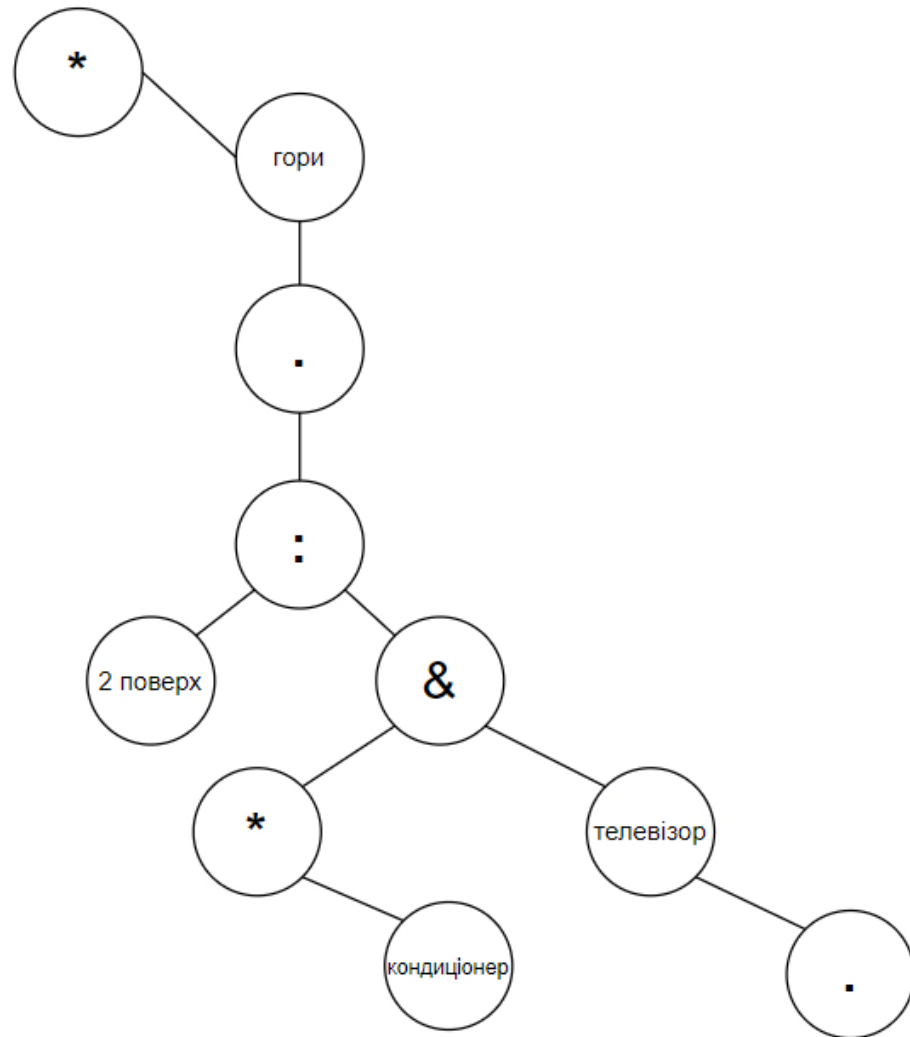 *
гори
.
:
2 поверх
&
*
телевізор
кондиціонер
.